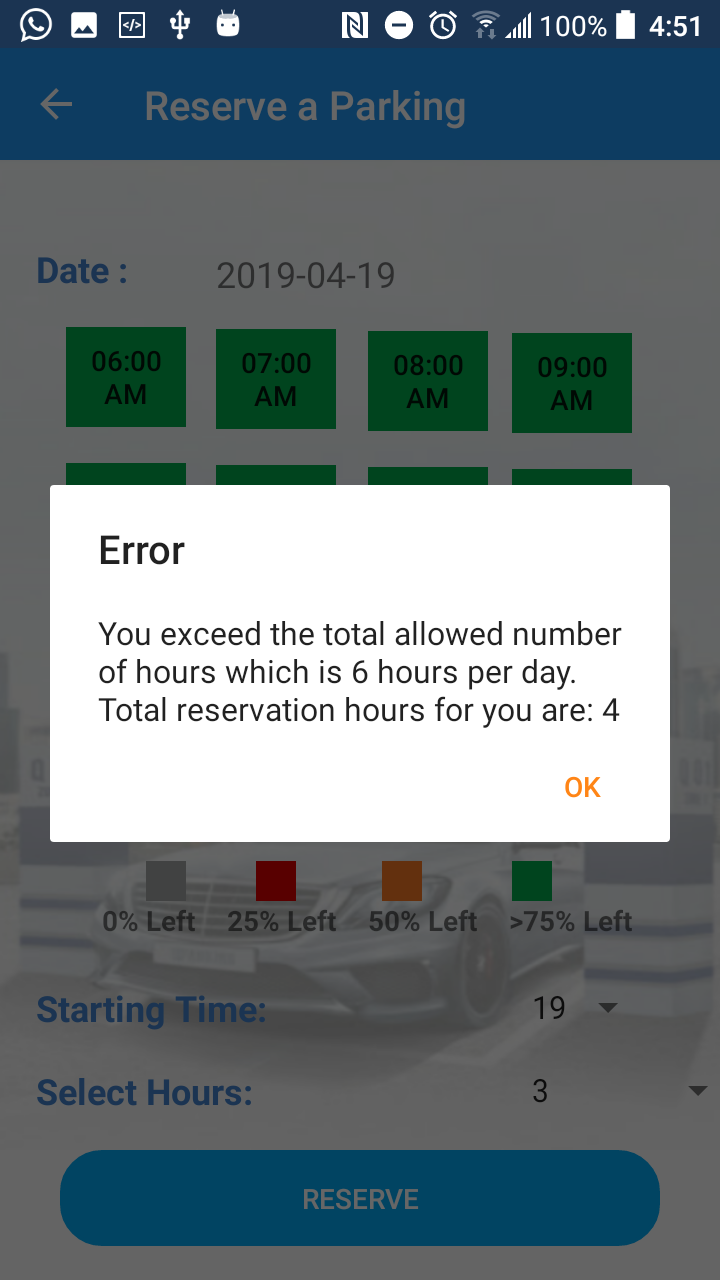 100% 4:51
Reserve a Parking
Date : 2019-04-19
06:00 07:00 08:00 09:00
AM AM AM AM
Error
You exceed the total allowed number
of hours which is 6 hours per day.
Total reservation hours for you are: 4
OK
0% Left 25% Left 50% Left >75% Left
Starting Time: 19
Select Hours: 3
RESERVE